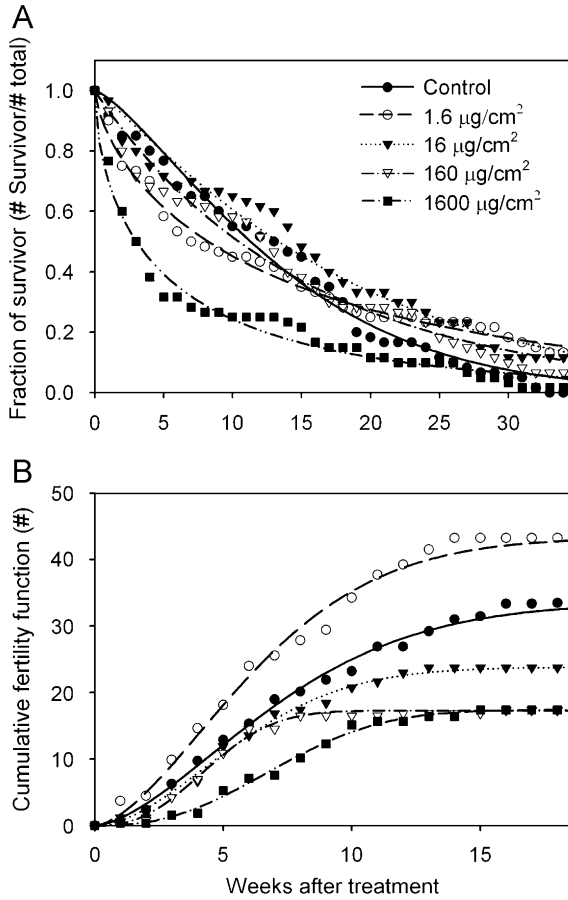 A
Fraction of survivor (# Survivor/# total)
1.0
0.8
0.6
0.4
0.2
0.0
Control
1.6 µg/cm²
16 µg/cm²
160 µg/cm²
1600 µg/cm²
0 5 10 15 20 25 30
B
Cumulative fertility function (#)
50
40
30
20
10
0
0 5 10 15
Weeks after treatment